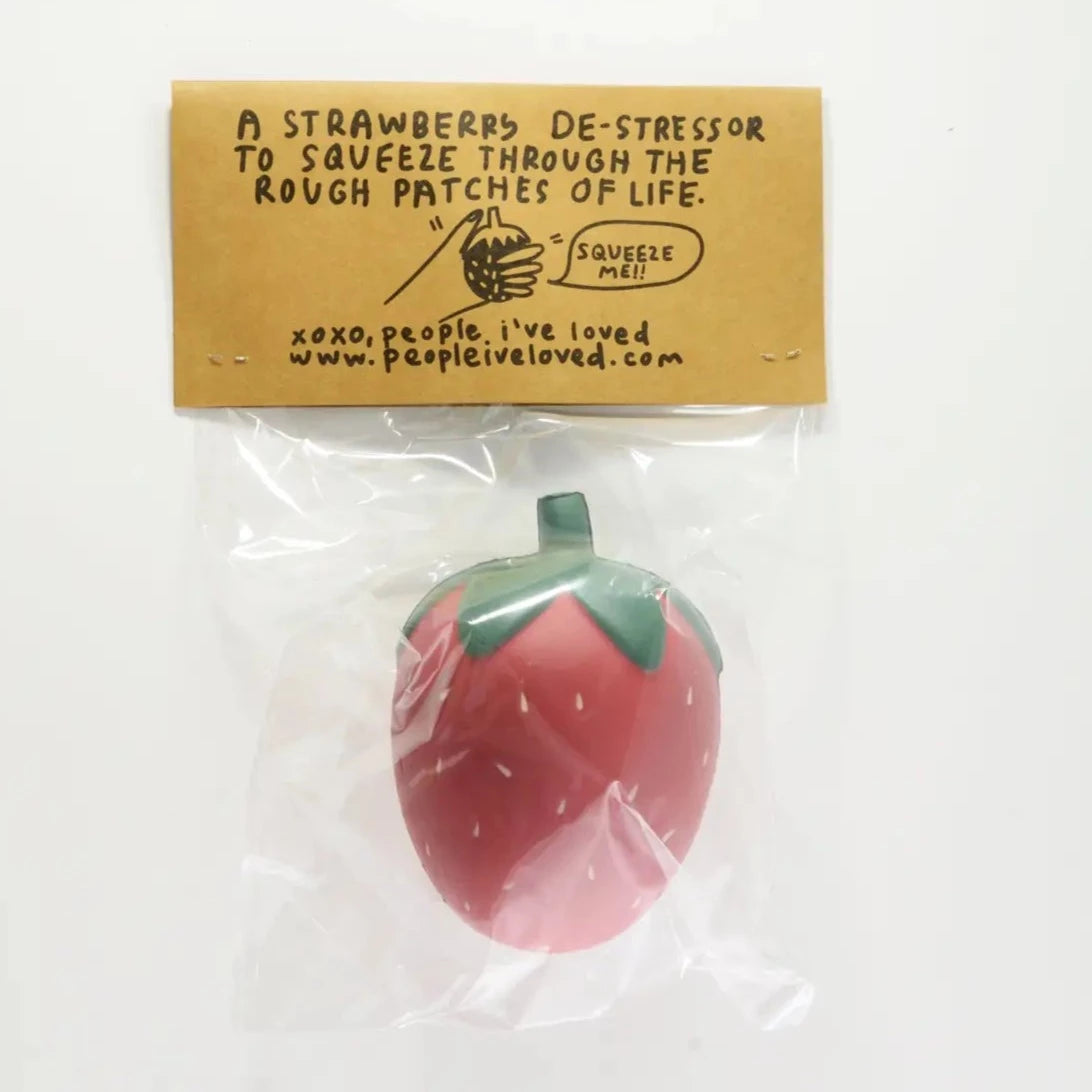 A STRAWBERRY DE-STRESSOR
TO SQUEEZE THROUGH THE
ROUGH PATCHES OF LIFE.
SQUEEZE
ME!!
xoxo, people i've loved
www.peopleiveloved.com